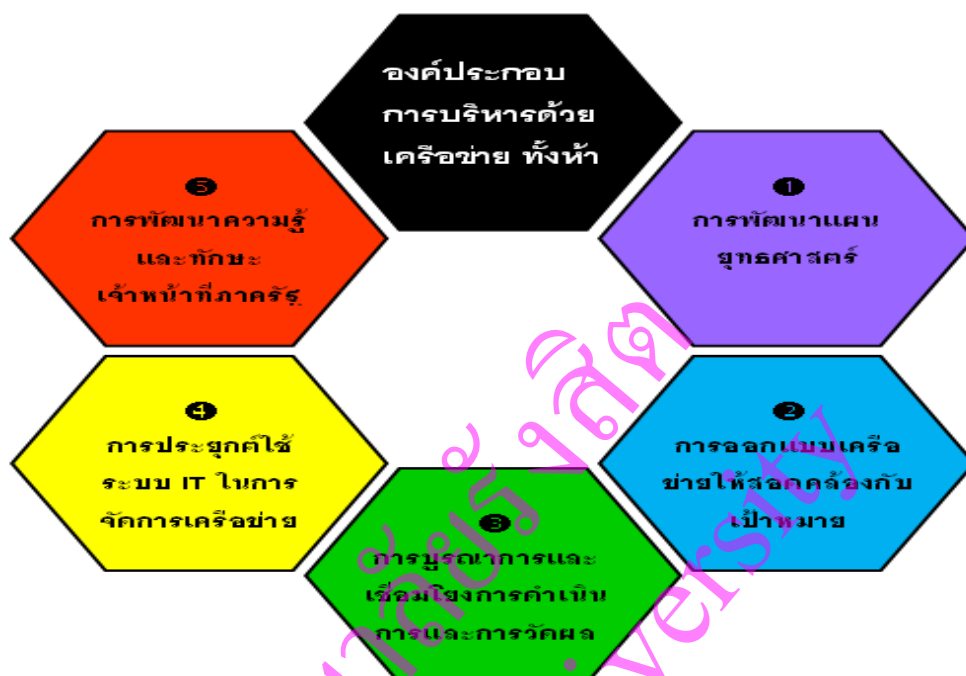 องค์ประกอบ
การบริหารด้วย
เครือข่าย ทั้งห้า
❶
การพัฒนาแผน
ยุทธศาสตร์
❷
การออกแบบเครือ
ข่ายให้สอดคล้องกับ
เป้าหมาย
❸
การบูรณาการและ
เชื่อมโยงการดำเนิน
การและการวัดผล
❹
การประยุกต์ใช้
ระบบ IT ในการ
จัดการเครือข่าย
❺
การพัฒนาความรู้
และทักษะ
เจ้าหน้าที่ภาครัฐ